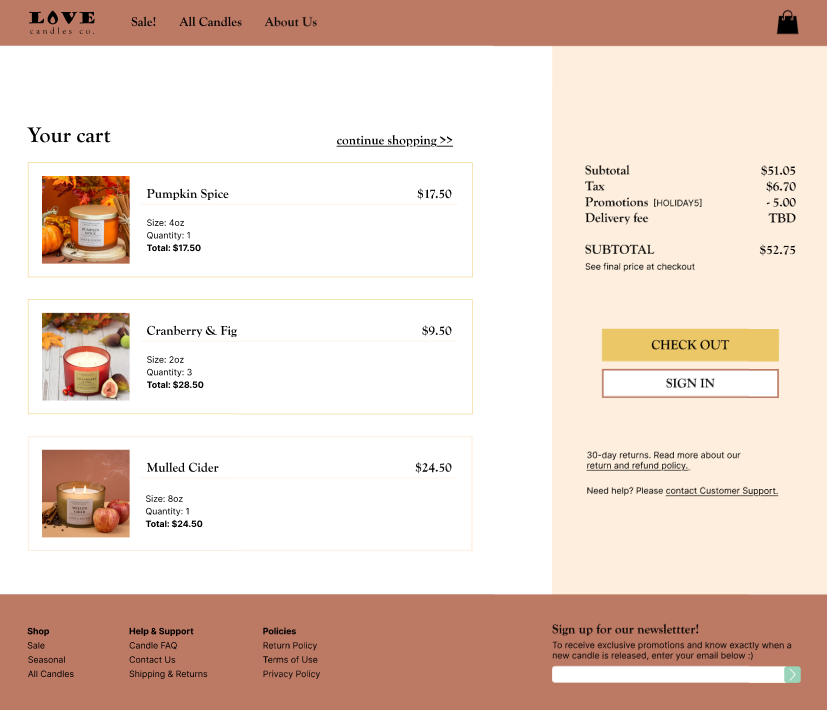 LOVE
candles co.
Sale! All Candles About Us
Your cart
continue shopping >>
Pumpkin Spice $17.50
Size: 4oz
Quantity: 1
Total: $17.50
PUMPKIN
SPICE
Cranberry & Fig $9.50
Size: 2oz
Quantity: 3
Total: $28.50
Mulled Cider $24.50
Size: 8oz
Quantity: 1
Total: $24.50
MULLED
CIDER
Subtotal $51.05
Tax $6.70
Promotions [HOLIDAY5] - 5.00
Delivery fee TBD
SUBTOTAL $52.75
See final price at checkout
CHECK OUT
SIGN IN
30-day returns. Read more about our
return and refund policy.
Need help? Please contact Customer Support.
Shop
Sale
Seasonal
All Candles
Help & Support
Candle FAQ
Contact Us
Shipping & Returns
Policies
Return Policy
Terms of Use
Privacy Policy
Sign up for our newslettter!
To receive exclusive promotions and know exactly when a
new candle is released, enter your email below :)